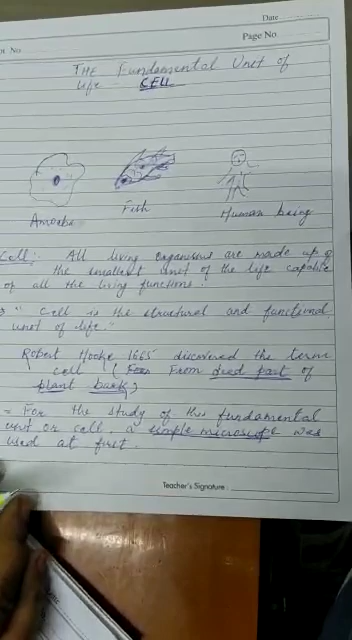 Date
Page No.
THE Fundamental Unit of
life CELL
Amoeba
Fish
Human being
Cell:- All living organisms are made up of
the smallest unit of the life capable
of all the living functions.
" Cell is the structural and functional
unit of life."
Robert Hooke 1665 discovered the term
cell ( From dead part of
plant bark)
= For the study of this fundamental
unit or cell, a simple microscope was
used at first.
Teacher's Signature :